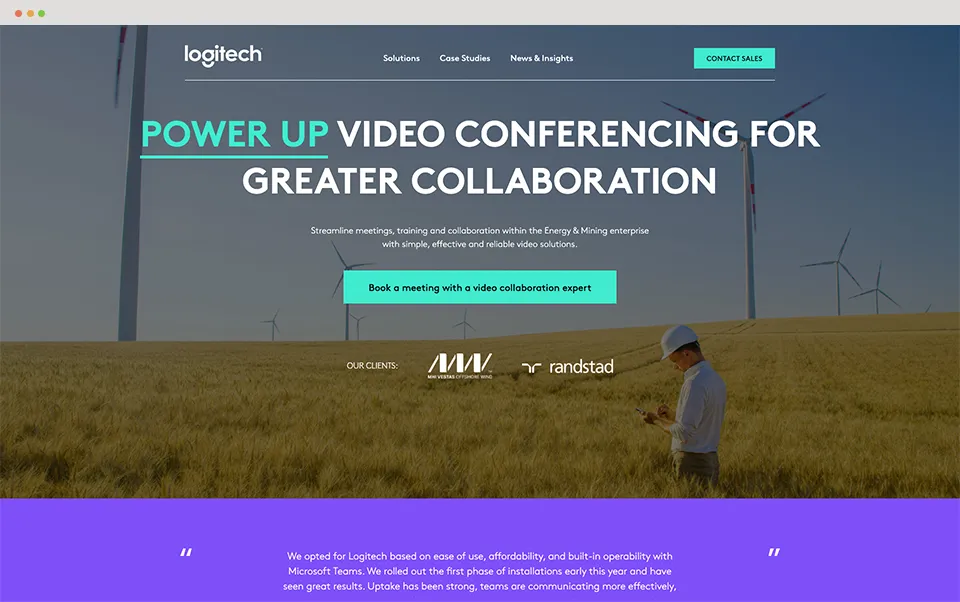 logitech
Solutions
Case Studies
News & Insights
CONTACT SALES
POWER UP VIDEO CONFERENCING FOR
GREATER COLLABORATION
Streamline meetings, training and collaboration within the Energy & Mining enterprise
with simple, effective and reliable video solutions.
Book a meeting with a video collaboration expert
OUR CLIENTS:
MHI VESTAS OFFSHORE WIND
randstad
“
We opted for Logitech based on ease of use, affordability, and built-in operability with
Microsoft Teams. We rolled out the first phase of installations early this year and have
seen great results. Uptake has been strong, teams are communicating more effectively,
”